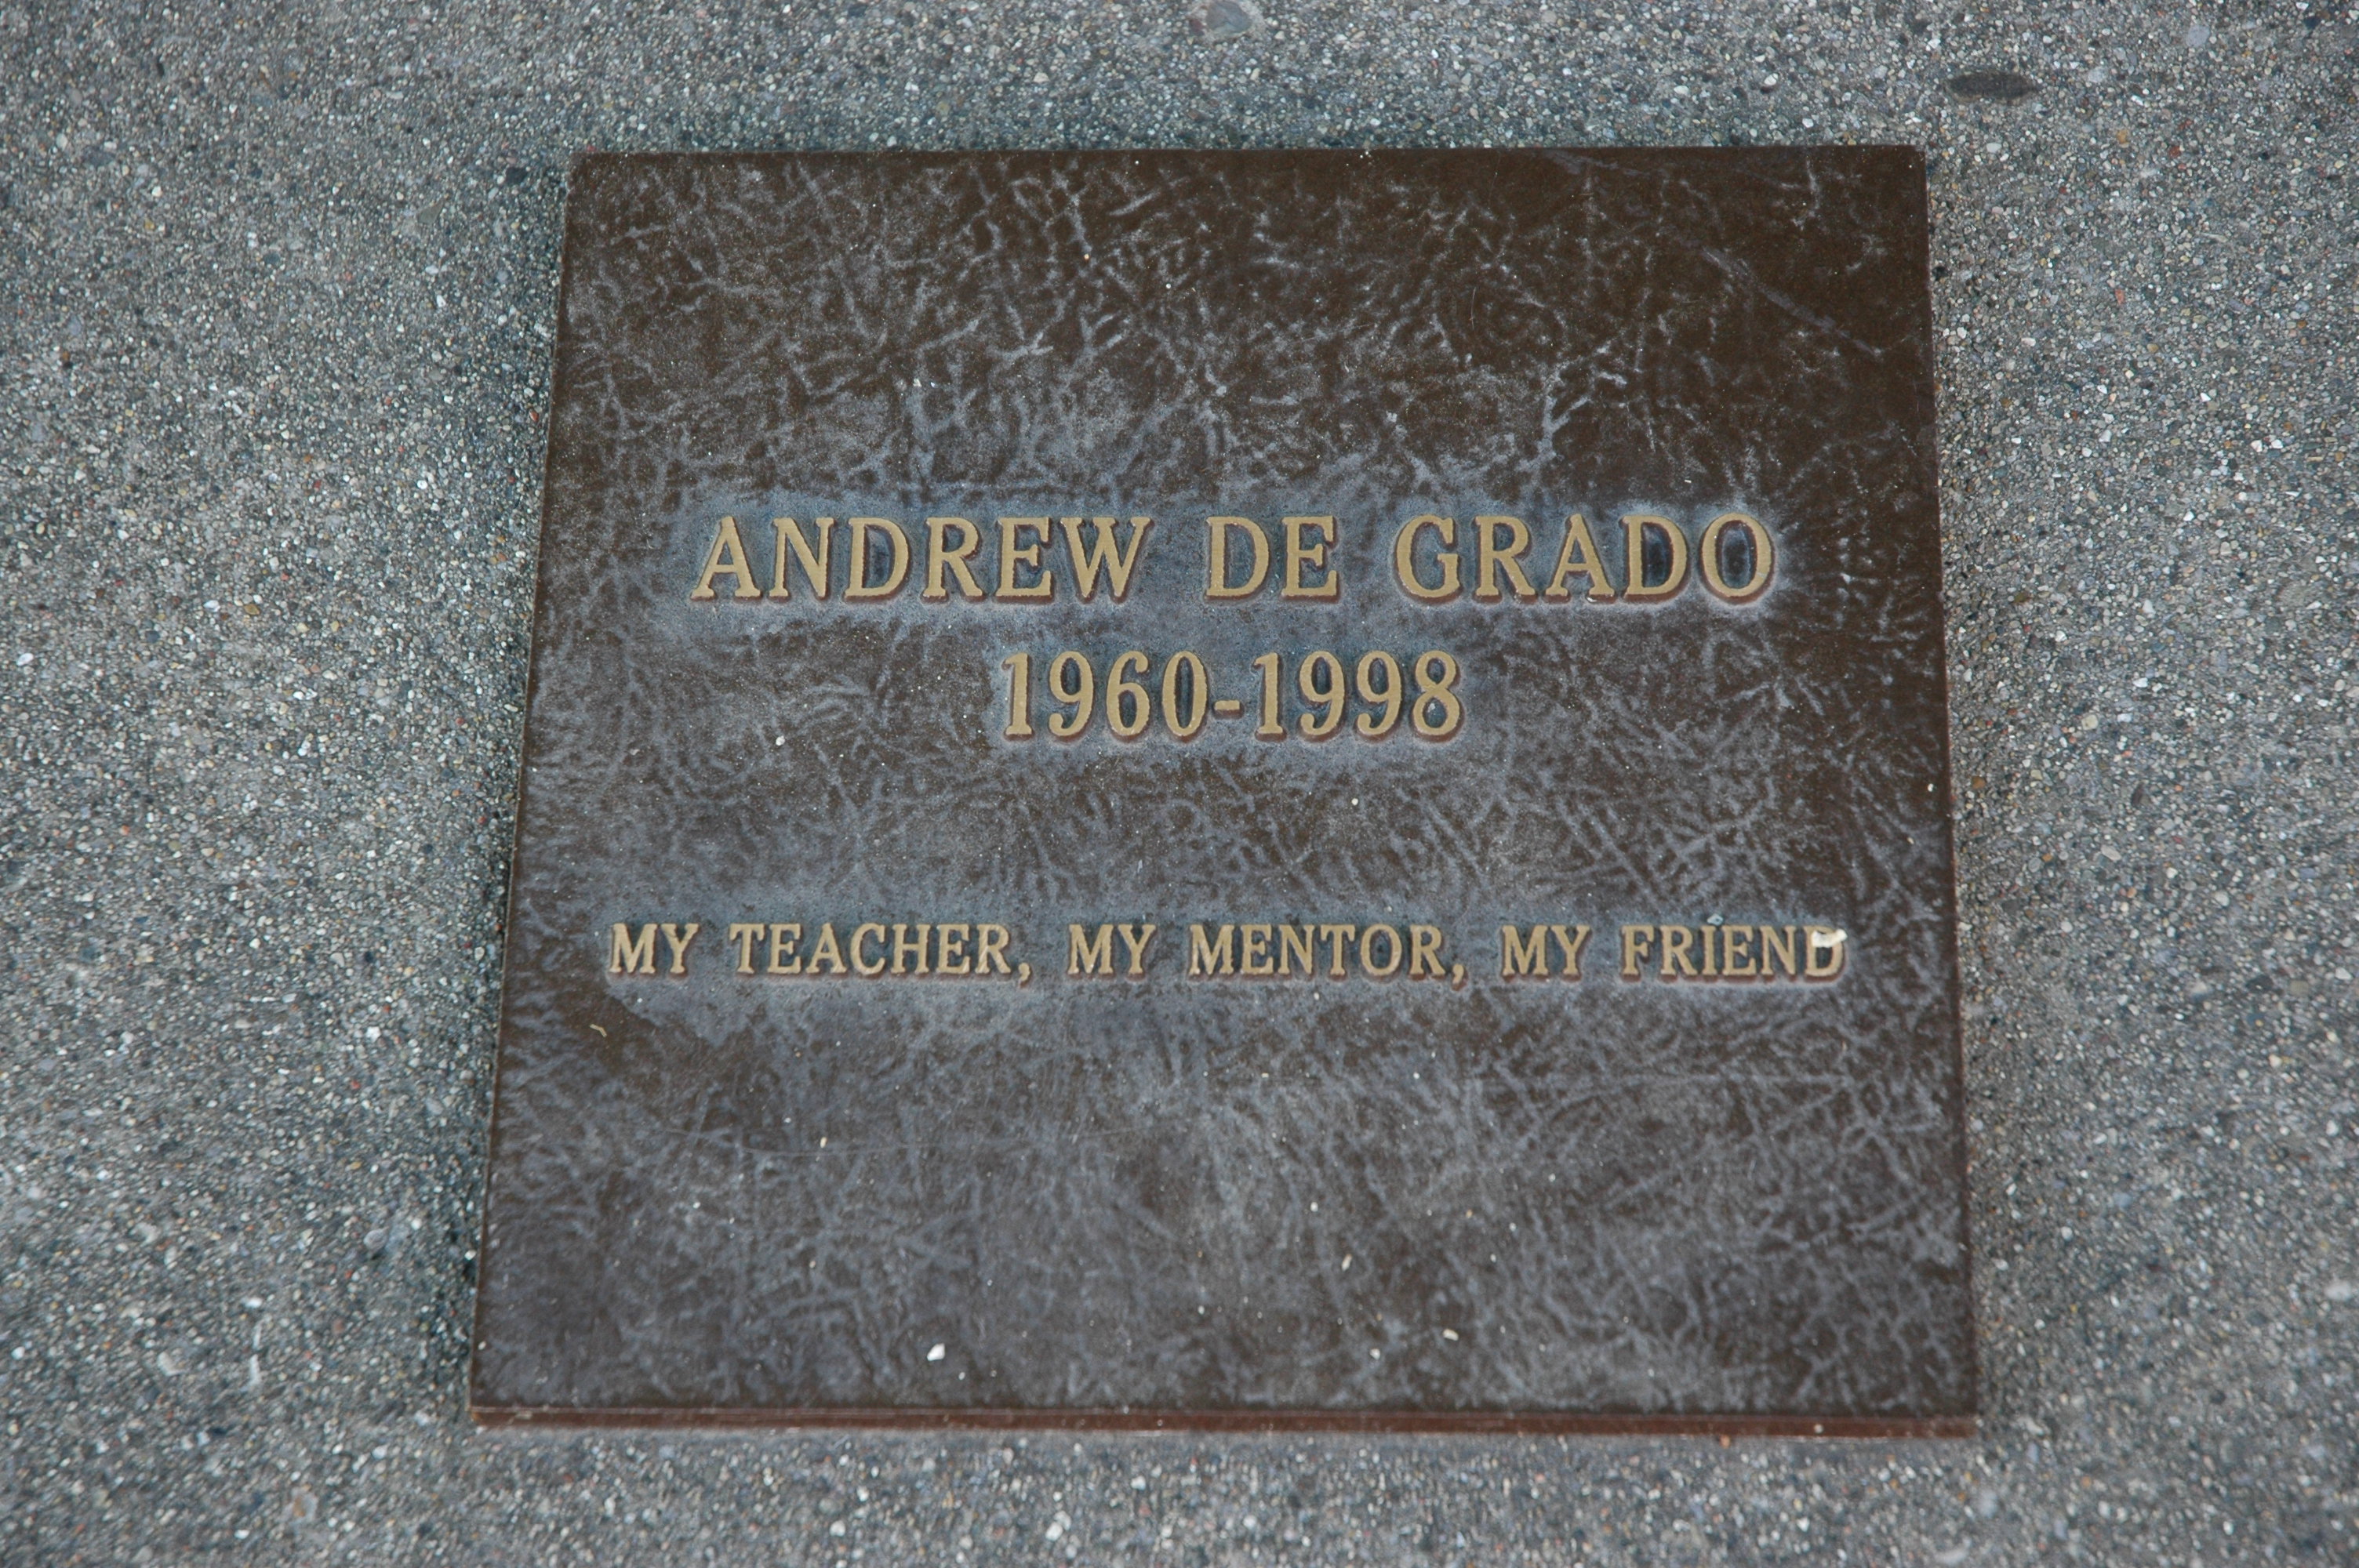 ANDREW DE GRADO
1960-1998
MY TEACHER, MY MENTOR, MY FRIEND